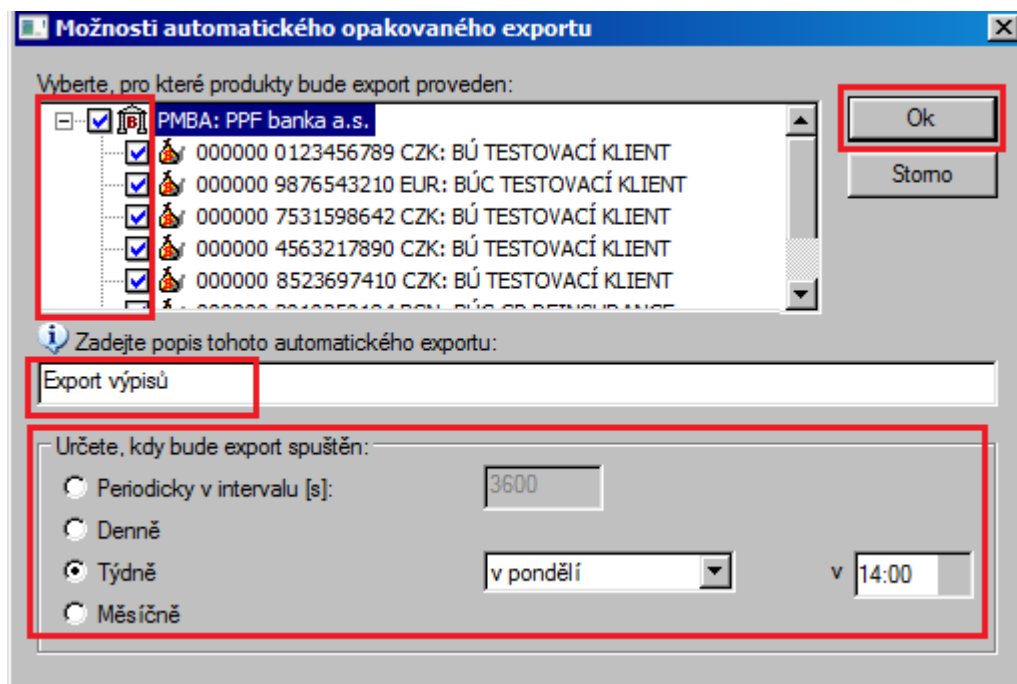 Možnosti automatického opakovaného exportu
Vyberte, pro které produkty bude export proveden:
PMBA: PPF banka a.s.
000000 0123456789 CZK: BÚ TESTOVACÍ KLIENT
000000 9876543210 EUR: BÚC TESTOVACÍ KLIENT
000000 7531598642 CZK: BÚ TESTOVACÍ KLIENT
000000 4563217890 CZK: BÚ TESTOVACÍ KLIENT
000000 8523697410 CZK: BÚ TESTOVACÍ KLIENT
Ok
Storno
Zadejte popis tohoto automatického exportu:
Export výpisů
Určete, kdy bude export spuštěn:
Periodicky v intervalu [s]: 3600
Denně
Týdně v pondělí v 14:00
Měsíčně